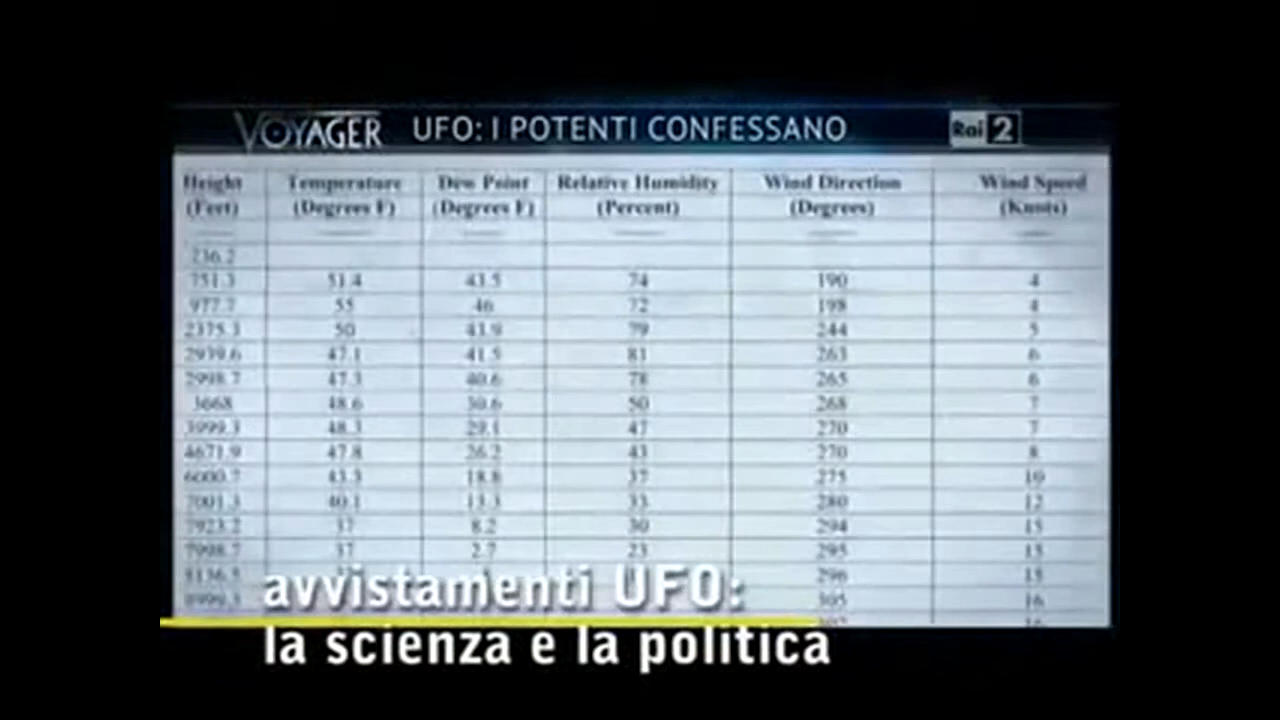 VOYAGER UFO: I POTENTI CONFESSANO Rai 2
Height Temperature Dew Point Relative Humidity Wind Direction Wind Speed
(Feet) (Degrees F) (Degrees F) (Percent) (Degrees) (Knots)
236.2
751.3 51.4 43.5 74 190 4
977.7 55 46 72 198 4
2375.3 50 43.9 79 244 5
2939.6 47.1 41.5 81 263 6
2998.7 47.3 40.6 78 265 6
3668 48.6 30.6 50 268 7
3999.3 48.3 29.1 47 270 7
4671.9 47.8 26.2 43 270 8
6000.7 43.3 18.8 37 275 10
7001.3 40.1 13.3 33 280 12
7923.2 37 8.2 30 294 15
7998.7 37 2.7 23 295 15
8136.5 296 15
8999.3 305 16
avvistamenti UFO:
la scienza e la politica